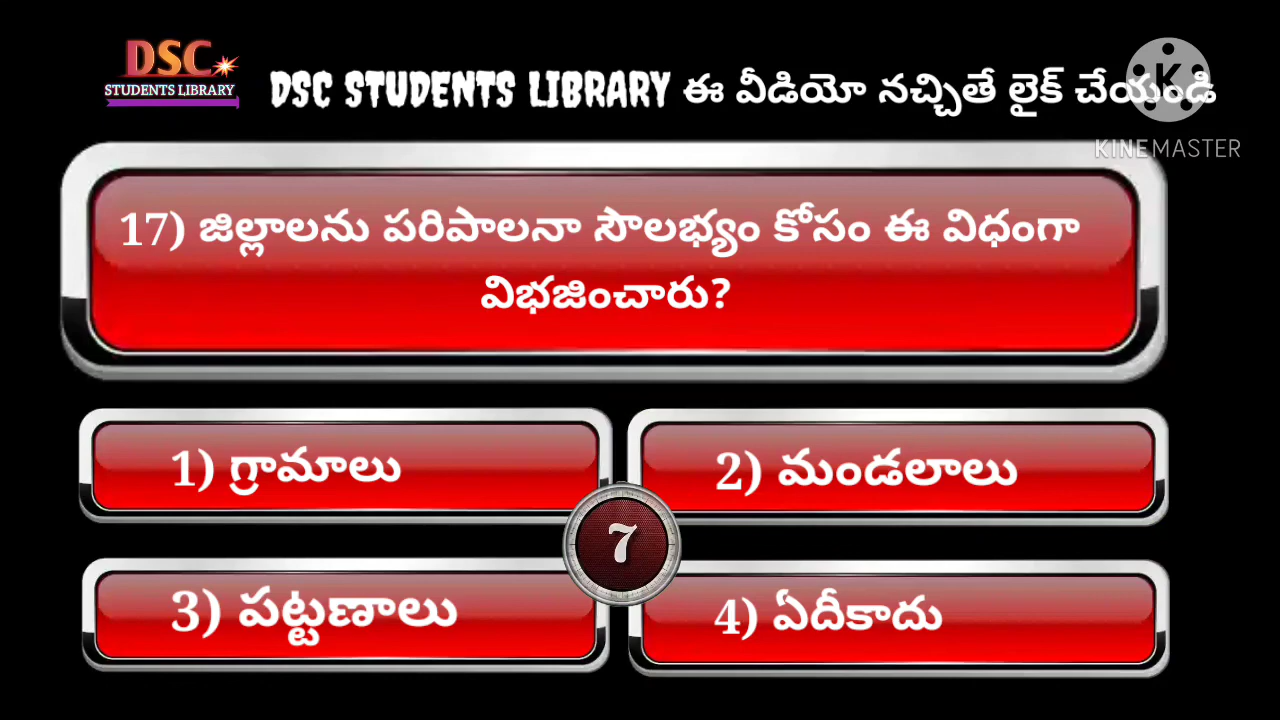 DSC
STUDENTS LIBRARY
DSC STUDENTS LIBRARY ఈ వీడియో నచ్చితే లైక్ చేయండి
K
KINEMASTER
17) జిల్లాలను పరిపాలనా సౌలభ్యం కోసం ఈ విధంగా
విభజించారు?
1) గ్రామాలు
2) మండలాలు
7
3) పట్టణాలు
4) ఏదీకాదు